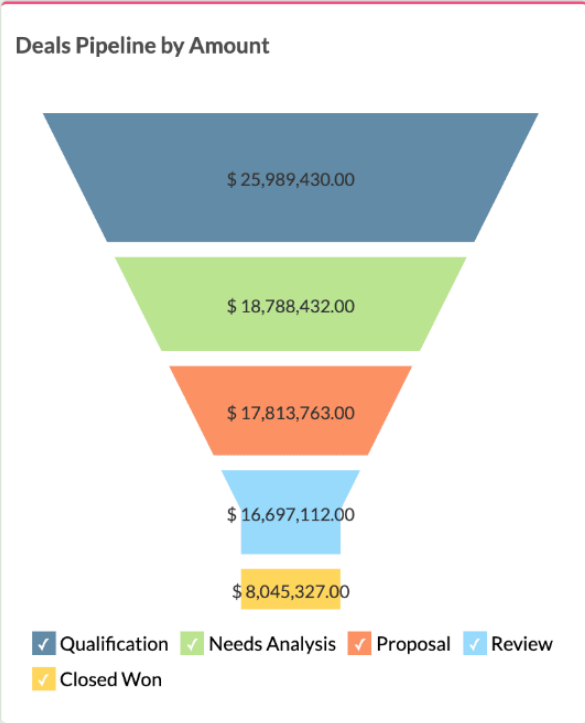 Deals Pipeline by Amount
$ 25,989,430.00
$ 18,788,432.00
$ 17,813,763.00
$ 16,697,112.00
$ 8,045,327.00
Qualification Needs Analysis Proposal Review
Closed Won